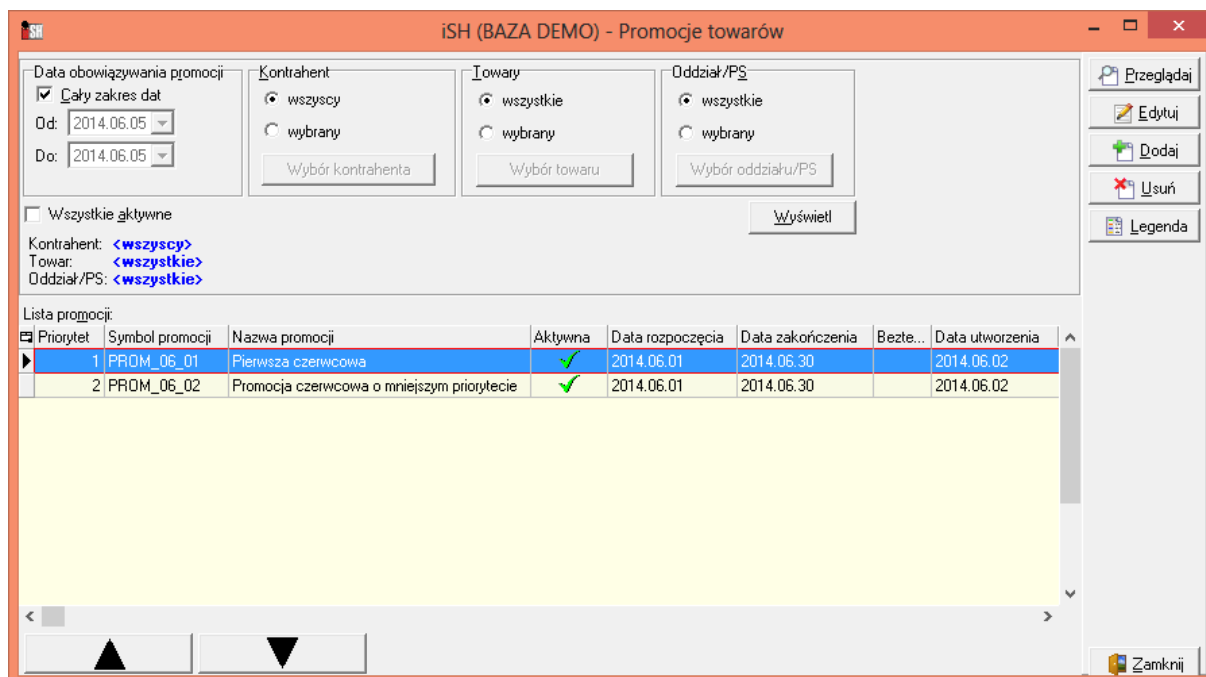 iSH
iSH (BAZA DEMO) - Promocje towarów
Data obowiązywania promocji
Cały zakres dat
Od: 2014.06.05
Do: 2014.06.05
Kontrahent
wszyscy
wybrany
Wybór kontrahenta
Towary
wszystkie
wybrany
Wybór towaru
Oddział/PS
wszystkie
wybrany
Wybór oddziału/PS
Wszystkie aktywne
Wyświetl
Kontrahent: <wszyscy>
Towar: <wszystkie>
Oddział/PS: <wszystkie>
Przeglądaj
Edytuj
Dodaj
Usuń
Legenda
Lista promocji:
Priorytet Symbol promocji Nazwa promocji Aktywna Data rozpoczęcia Data zakończenia Bezte... Data utworzenia
1 PROM_06_01 Pierwsza czerwcowa 2014.06.01 2014.06.30 2014.06.02
2 PROM_06_02 Promocja czerwcowa o mniejszym priorytecie 2014.06.01 2014.06.30 2014.06.02
Zamknij